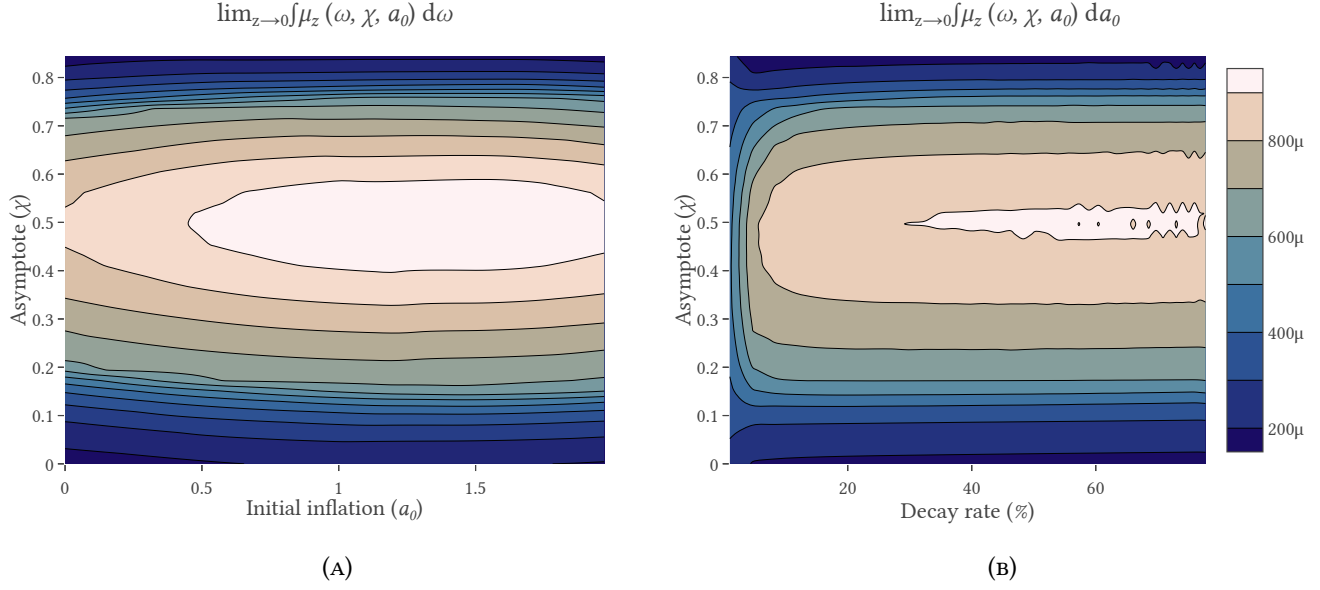 lim_{z→0}∫μ_z (ω, χ, a_0) dω
lim_{z→0}∫μ_z (ω, χ, a_0) da_0
Asymptote (χ)
0.8
0.7
0.6
0.5
0.4
0.3
0.2
0.1
0
0 0.5 1 1.5
Initial inflation (a_0)
(A)
Asymptote (χ)
0.8
0.7
0.6
0.5
0.4
0.3
0.2
0.1
0
20 40 60
Decay rate (%)
(B)
800μ
600μ
400μ
200μ